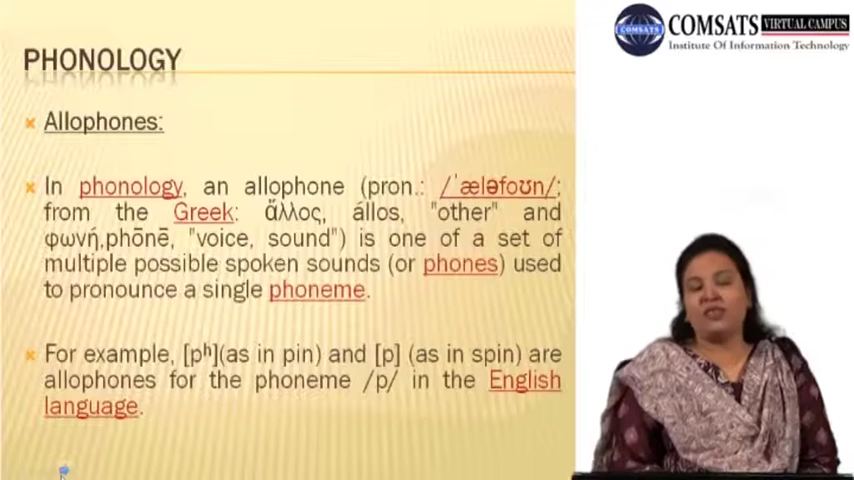 COMSATS
COMSATS VIRTUAL CAMPUS
Institute Of Information Technology
PHONOLOGY
Allophones:
In phonology, an allophone (pron.: /ˈæləfoʊn/;
from the Greek: ἄλλος, állos, "other" and
φωνή,phōnē, "voice, sound") is one of a set of
multiple possible spoken sounds (or phones) used
to pronounce a single phoneme.
For example, [pʰ](as in pin) and [p] (as in spin) are
allophones for the phoneme /p/ in the English
language.